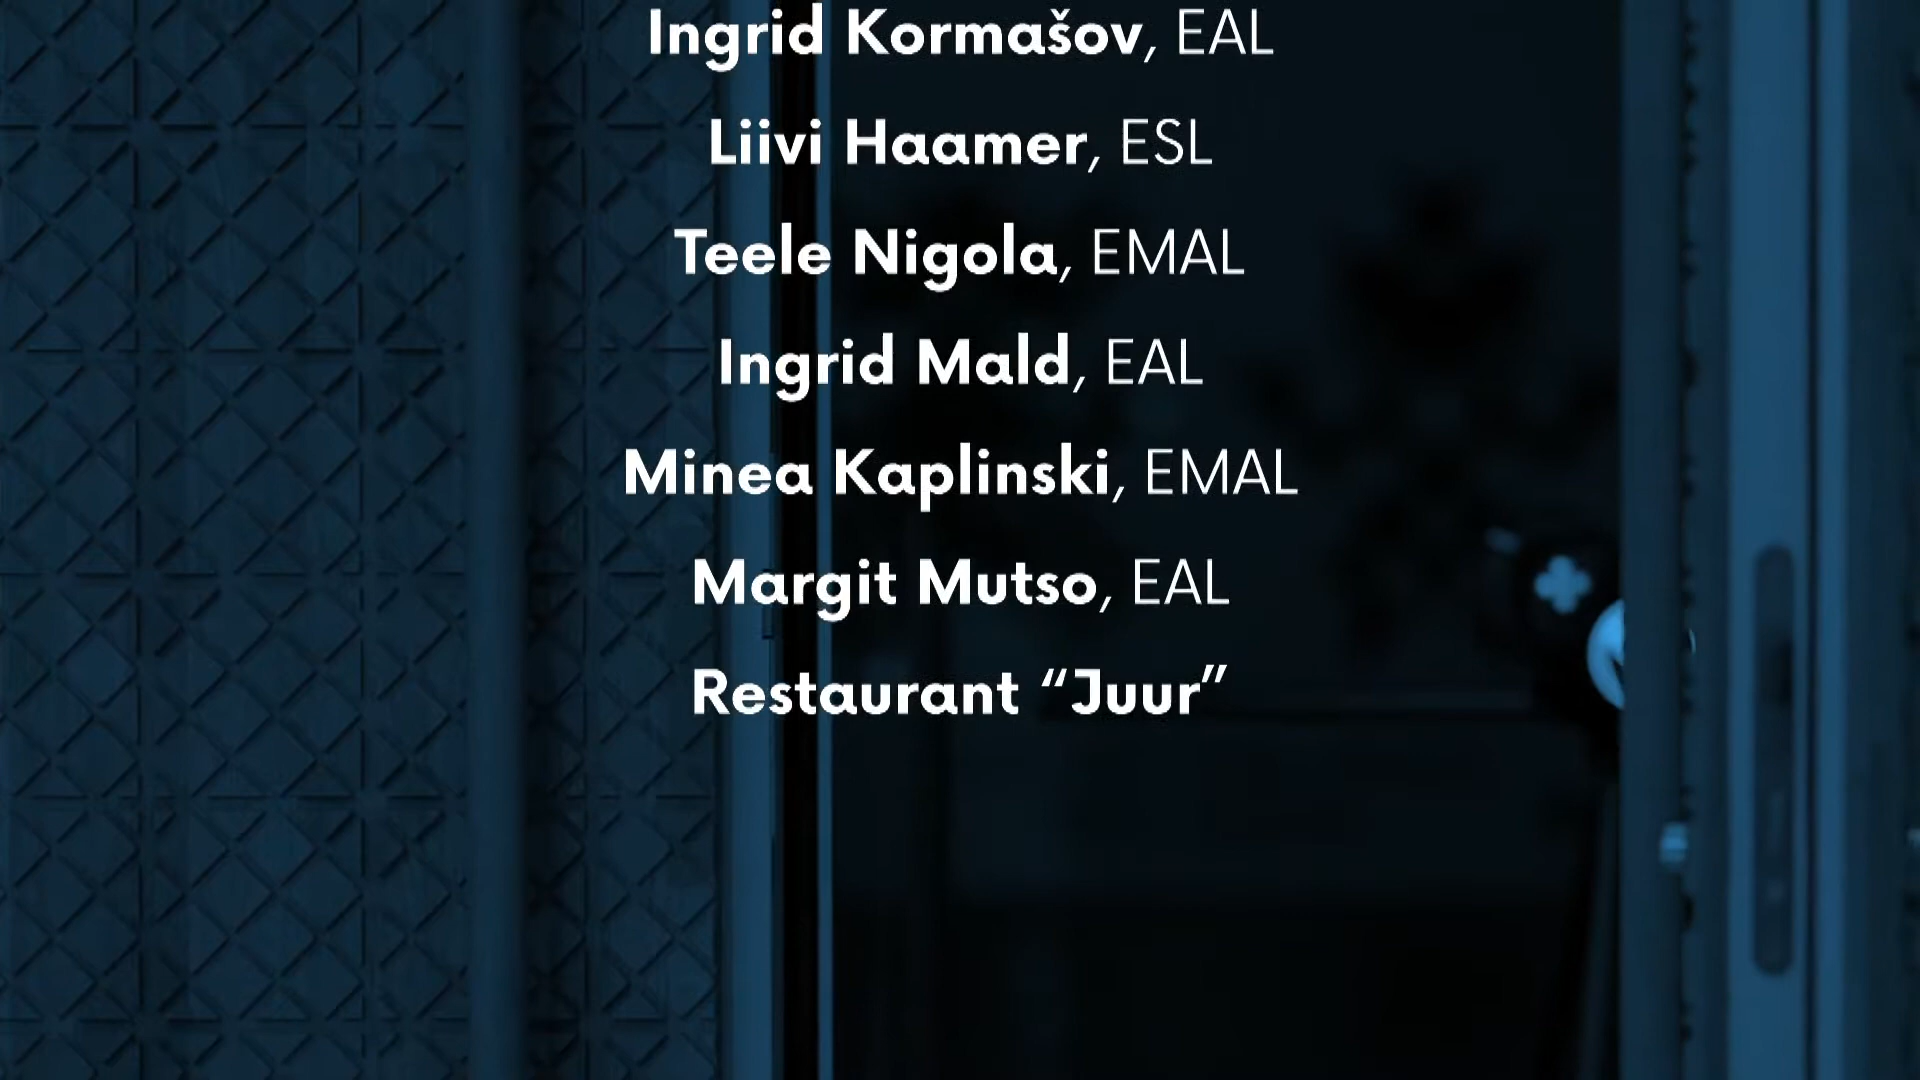 Ingrid Kormašov, EAL
Liivi Haamer, ESL
Teele Nigola, EMAL
Ingrid Mald, EAL
Minea Kaplinski, EMAL
Margit Mutso, EAL
Restaurant “Juur”